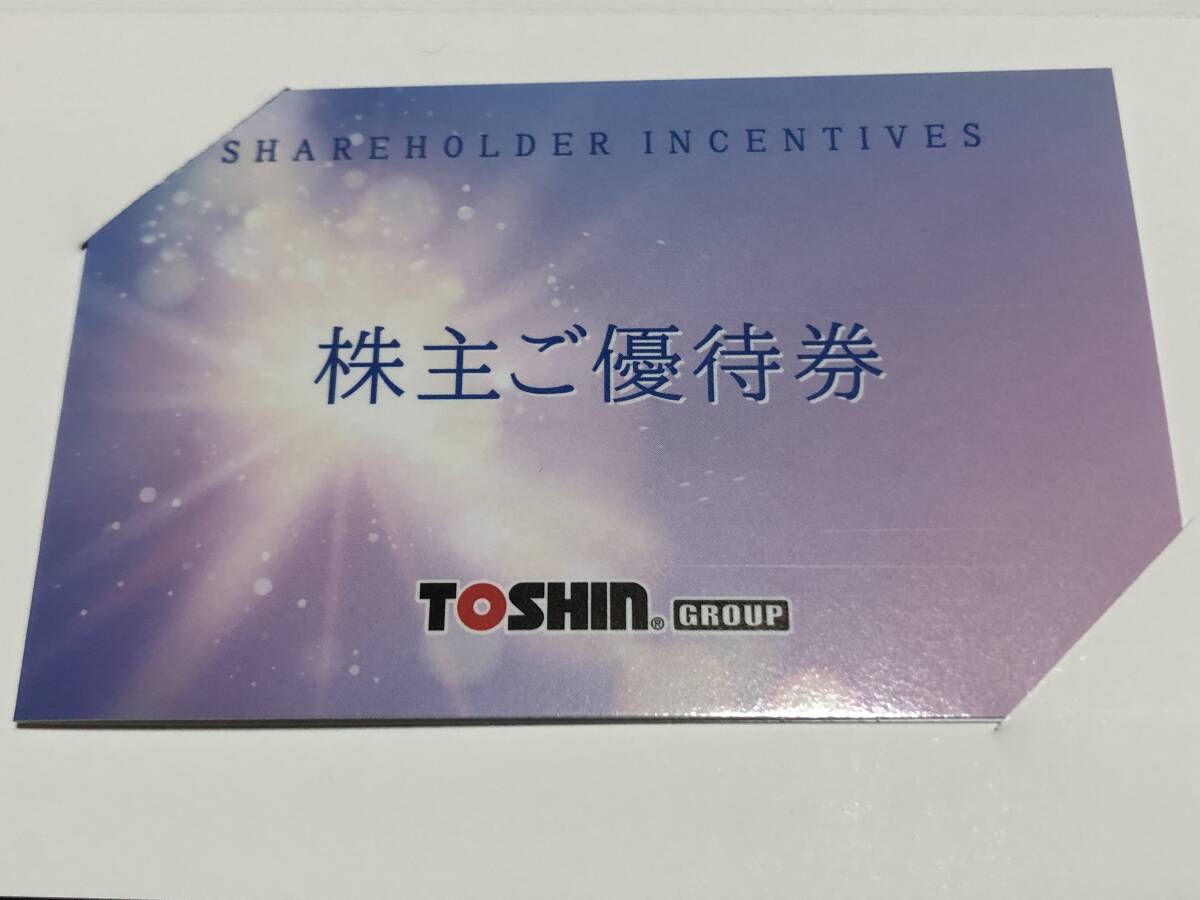 SHAREHOLDER INCENTIVES
株主ご優待券
TOSHIN® GROUP